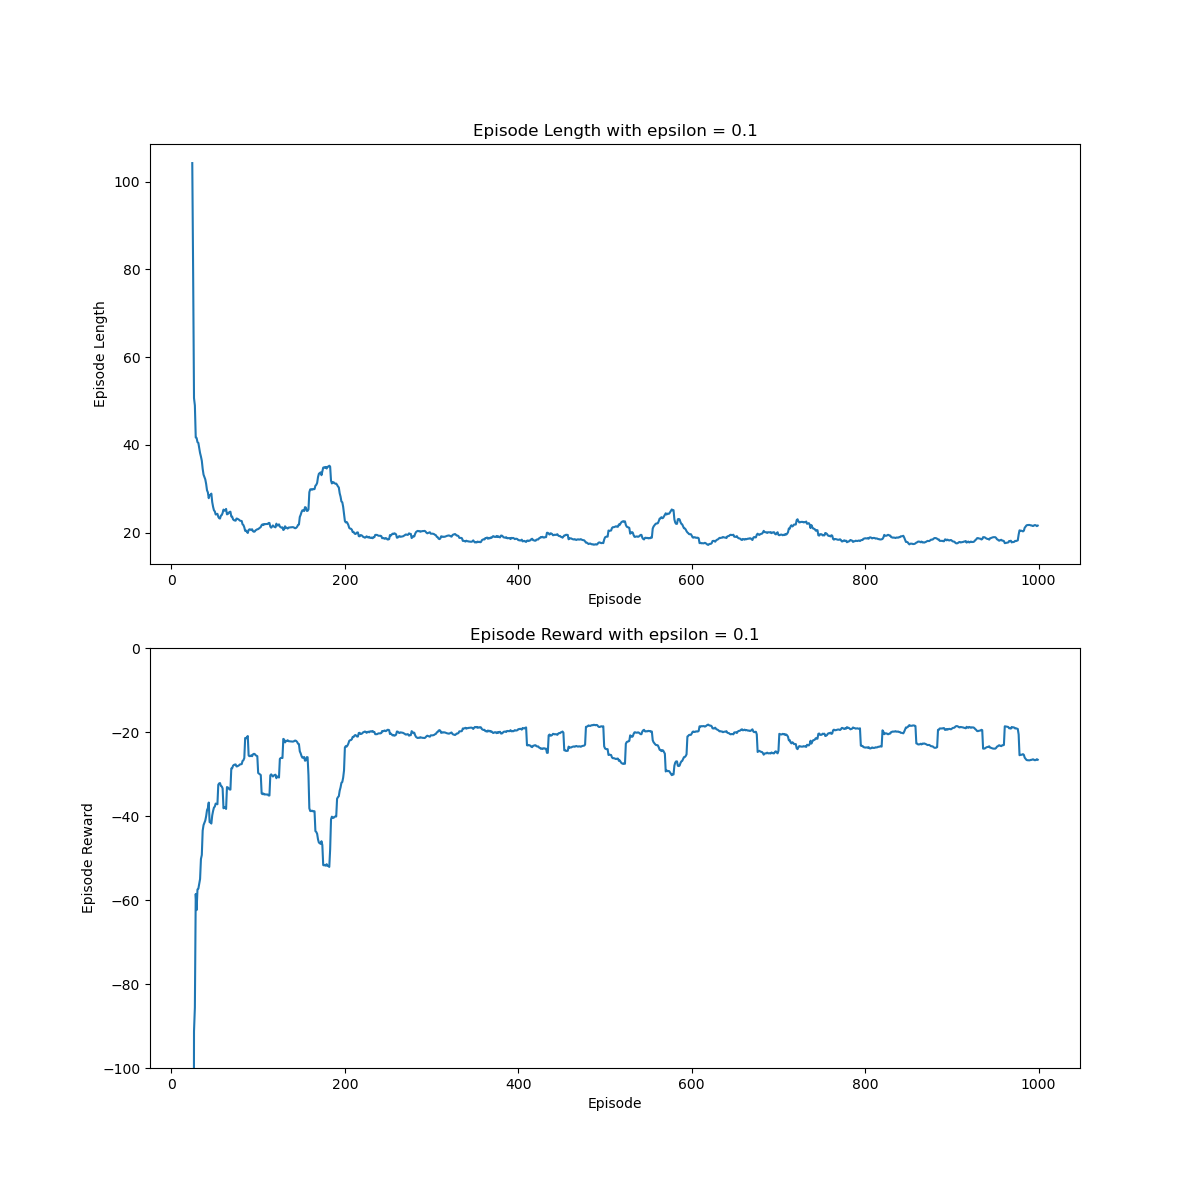 Episode Length with epsilon = 0.1
100
80
60
40
20
Episode Length
0 200 400 600 800 1000
Episode
Episode Reward with epsilon = 0.1
0
−20
−40
−60
−80
−100
Episode Reward
0 200 400 600 800 1000
Episode